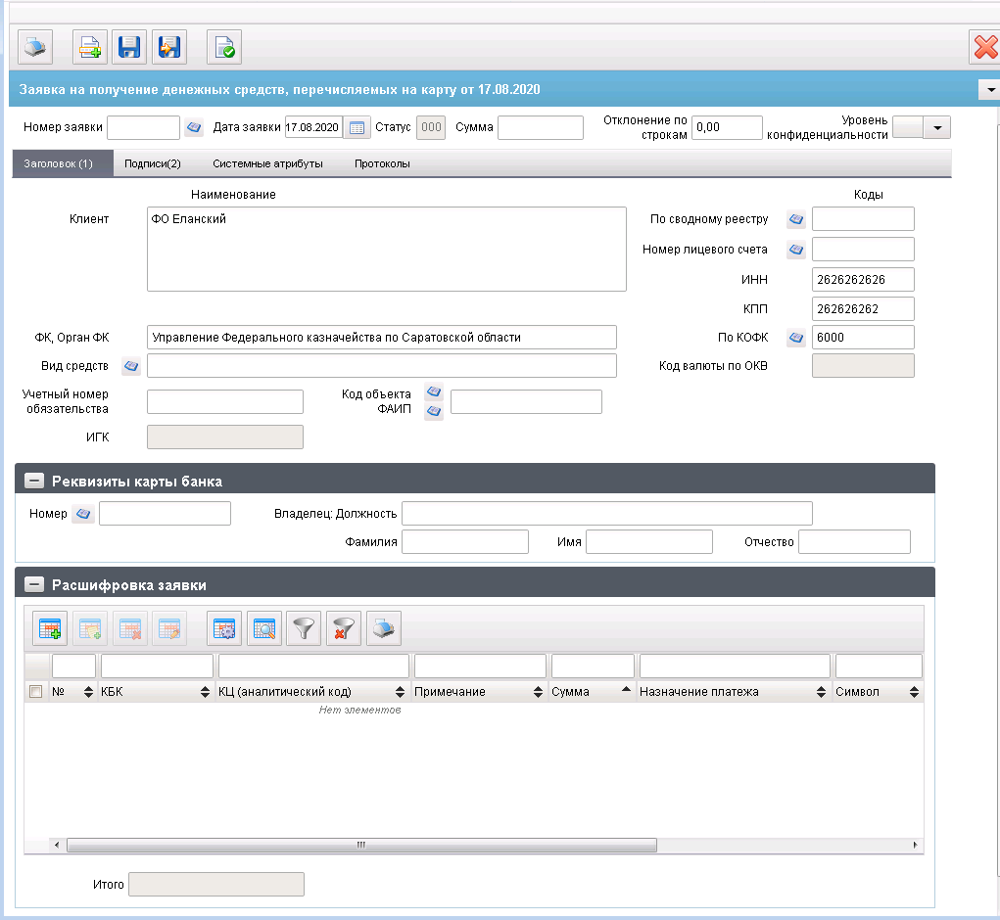 Заявка на получение денежных средств, перечисляемых на карту от 17.08.2020
Номер заявки Дата заявки 17.08.2020 Статус 000 Сумма Отклонение по строкам 0,00 Уровень конфиденциальности
Заголовок (1) Подписи(2) Системные атрибуты Протоколы
Наименование Коды
Клиент ФО Еланский По сводному реестру
Номер лицевого счета
ИНН 2626262626
КПП 262626262
ФК, Орган ФК Управление Федерального казначейства по Саратовской области По КОФК 6000
Вид средств Код валюты по ОКВ
Учетный номер обязательства Код объекта ФАИП
ИГК
Реквизиты карты банка
Номер Владелец: Должность
Фамилия Имя Отчество
Расшифровка заявки
№ КБК КЦ (аналитический код) Примечание Сумма Назначение платежа Символ
Нет элементов
Итого